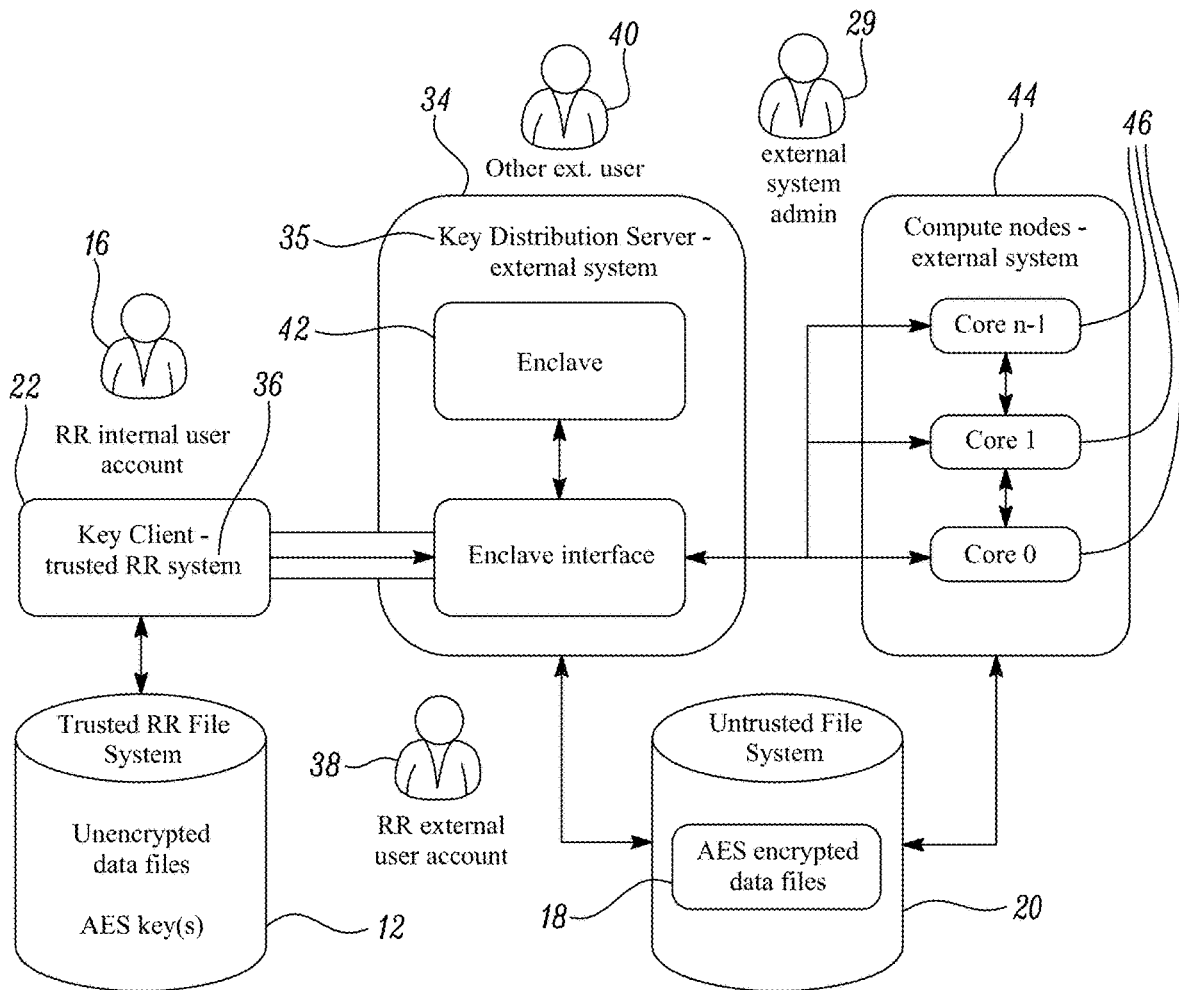 40
29
34
44
46
Other ext. user
external
system
admin
35
Key Distribution Server -
external system
Compute nodes -
external system
16
42
Enclave
Core n-1
22
36
RR internal user
account
Core 1
Key Client -
trusted RR system
Enclave interface
Core 0
Trusted RR File
System
Untrusted File
System
38
Unencrypted
data files
RR external
user account
AES encrypted
data files
AES key(s)
12
18
20